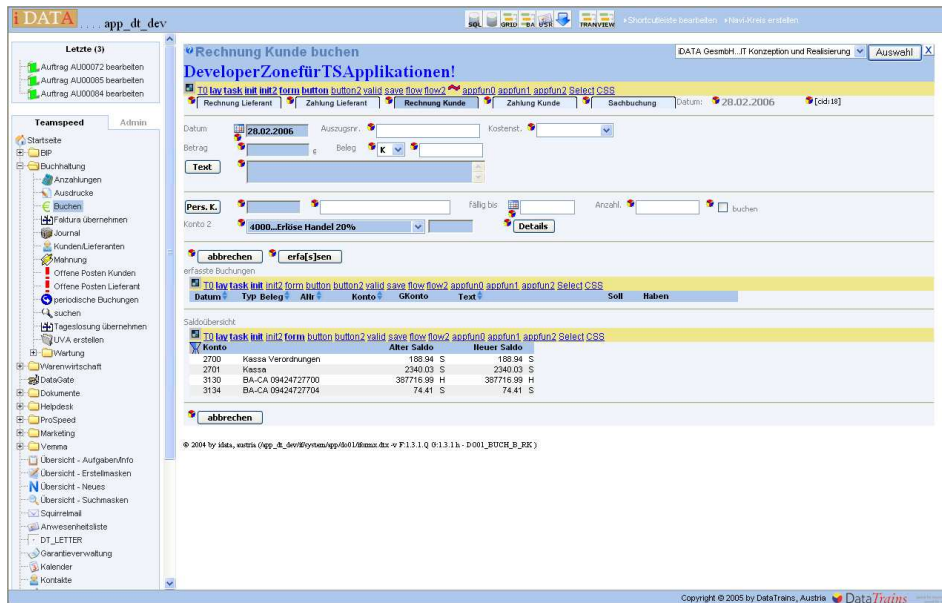 iDATA .... app_dt_dev
SQL GRID BA USR TRANVIEW »Shortcutleiste bearbeiten »Navi-Kreis erstellen
Letzte (3)
Auftrag AU00072 bearbeiten
Auftrag AU00085 bearbeiten
Auftrag AU00084 bearbeiten
Teamspeed Admin
Startseite
BIP
Buchhaltung
Anzahlungen
Ausdrucke
Buchen
Faktura übernehmen
Journal
Kunden/Lieferanten
Mahnung
Offene Posten Kunden
Offene Posten Lieferant
periodische Buchungen
suchen
Tageslosung übernehmen
UVA erstellen
Wartung
Warenwirtschaft
DataGate
Dokumente
Helpdesk
ProSpeed
Marketing
Vemma
Übersicht - Aufgaben/Info
Übersicht - Erstellmasken
Übersicht - Neues
Übersicht - Suchmasken
Squirrelmail
Anwesenheitsliste
DT_LETTER
Garantieverwaltung
Kalender
Kontakte
Rechnung Kunde buchen
iDATA GesmbH...IT Konzeption und Realisierung Auswahl X
DeveloperZonefürTSApplikationen!
T0 lay task init init2 form button button2 valid save flow flow2 appfun0 appfun1 appfun2 Select CSS
Rechnung Lieferant Zahlung Lieferant Rechnung Kunde Zahlung Kunde Sachbuchung Datum: 28.02.2006 [cid:18]
Datum 28.02.2006 Auszugsnr. Kostenst.
Betrag € Beleg K
Text
Pers. K. fällig bis Anzahl. buchen
Konto 2 4000...Erlöse Handel 20% Details
abbrechen erfa[s]sen
erfasste Buchungen
T0 lay task init init2 form button button2 valid save flow flow2 appfun0 appfun1 appfun2 Select CSS
Datum Typ Beleg ANr Konto GKonto Text Soll Haben
Saldoübersicht
T0 lay task init init2 form button button2 valid save flow flow2 appfun0 appfun1 appfun2 Select CSS
Konto Alter Saldo Neuer Saldo
2700 Kassa Verordnungen 188.94 S 188.94 S
2701 Kassa 2340.03 S 2340.03 S
3130 BA-CA 09424727700 387716.99 H 387716.99 H
3134 BA-CA 09424727704 74.41 S 74.41 S
abbrechen
Copyright © 2005 by DataTrains, Austria DataTrains